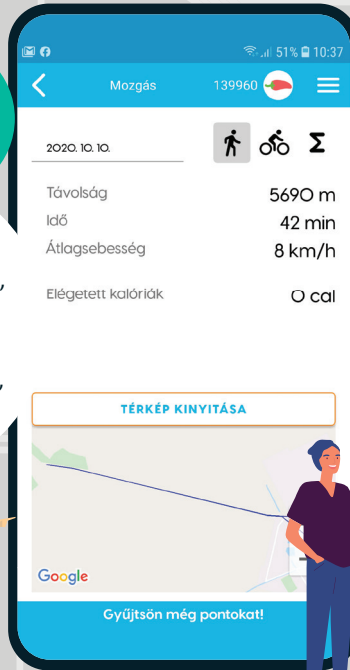 51% 10:37
Mozgás 139960
2020. 10. 10.
Távolság 5690 m
Idő 42 min
Átlagsebesség 8 km/h
Elégetett kalóriák 0 cal
TÉRKÉP KINYITÁSA
Google
Gyűjtsön még pontokat!